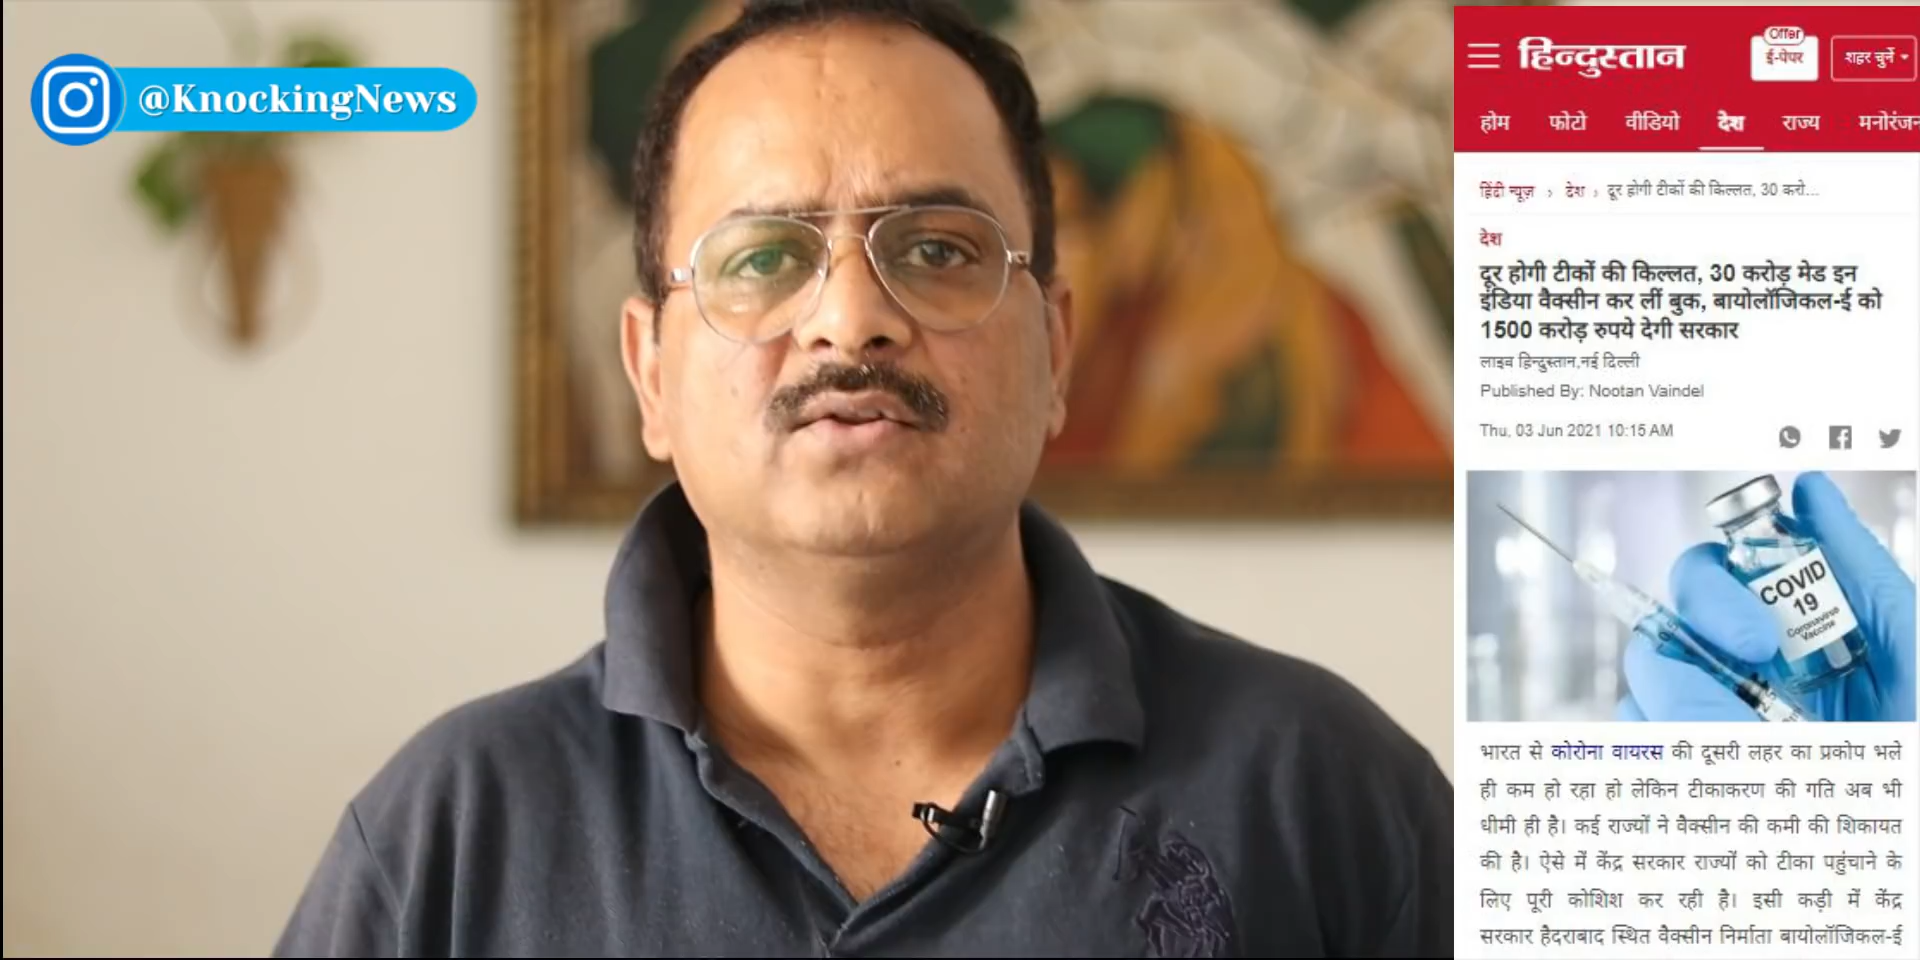 @KnockingNews
हिन्दुस्तान
Offer
ई-पेपर
शहर चुनें
होम फोटो वीडियो देश राज्य मनोरंजन
हिंदी न्यूज़ › देश › दूर होगी टीकों की किल्लत, 30 करो...
देश
दूर होगी टीकों की किल्लत, 30 करोड़ मेड इन
इंडिया वैक्सीन कर लीं बुक, बायोलॉजिकल-ई को
1500 करोड़ रुपये देगी सरकार
लाइव हिन्दुस्तान,नई दिल्ली
Published By: Nootan Vaindel
Thu, 03 Jun 2021 10:15 AM
COVID
19
Coronavirus
Vaccine
भारत से कोरोना वायरस की दूसरी लहर का प्रकोप भले
ही कम हो रहा हो लेकिन टीकाकरण की गति अब भी
धीमी ही है। कई राज्यों ने वैक्सीन की कमी की शिकायत
की है। ऐसे में केंद्र सरकार राज्यों को टीका पहुंचाने के
लिए पूरी कोशिश कर रही है। इसी कड़ी में केंद्र
सरकार हैदराबाद स्थित वैक्सीन निर्माता बायोलॉजिकल-ई